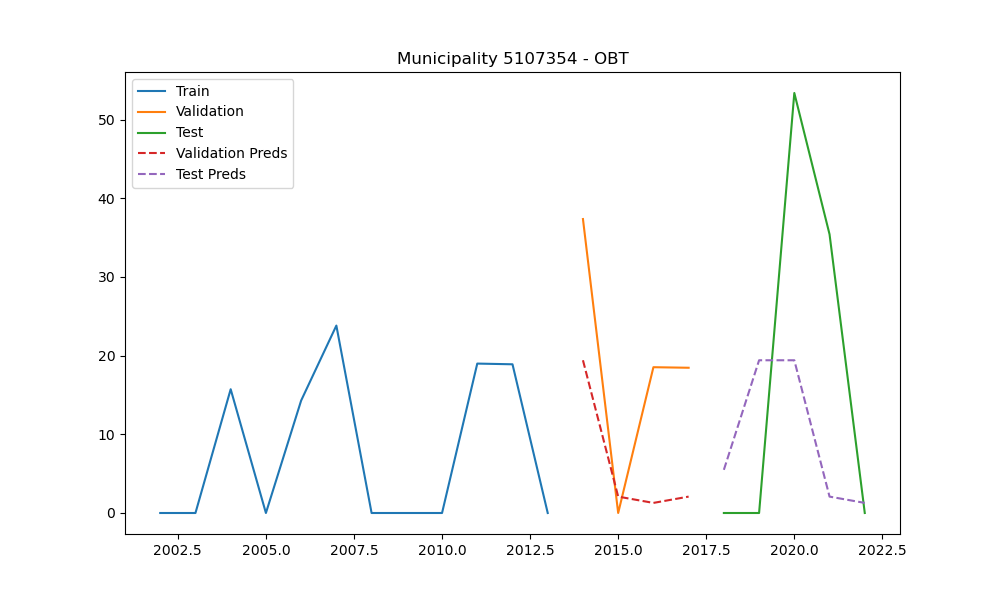 Municipality 5107354 - OBT
Train
Validation
Test
Validation Preds
Test Preds
50
40
30
20
10
0
2002.5 2005.0 2007.5 2010.0 2012.5 2015.0 2017.5 2020.0 2022.5